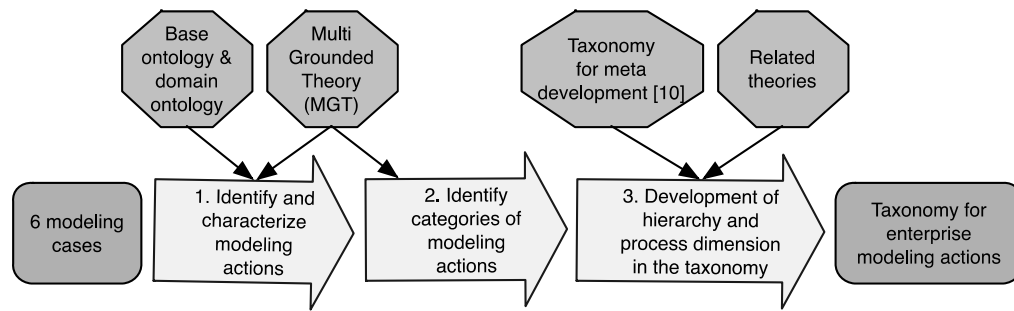 Base
ontology &
domain
ontology
Multi
Grounded
Theory
(MGT)
Taxonomy
for meta
development [10]
Related
theories
6 modeling
cases
1. Identify and
characterize
modeling
actions
2. Identify
categories of
modeling
actions
3. Development of
hierarchy and
process dimension
in the taxonomy
Taxonomy for
enterprise
modeling actions